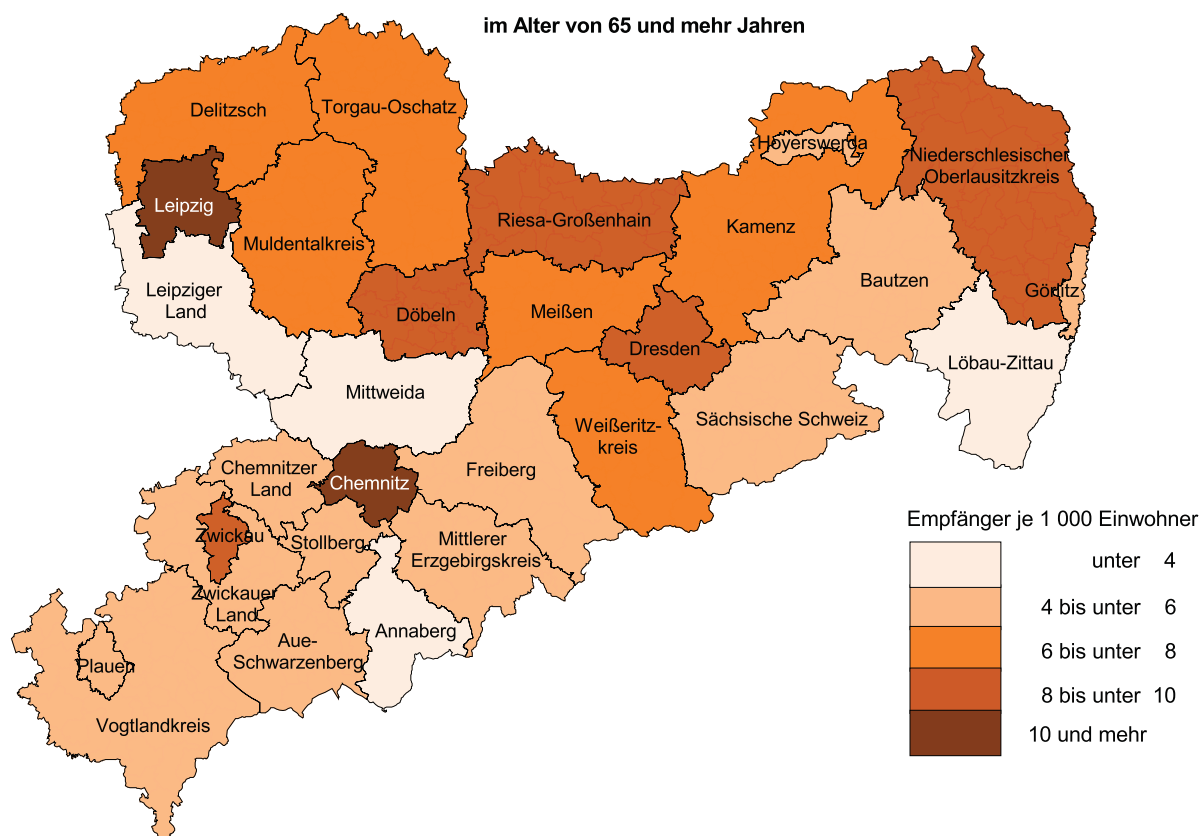 im Alter von 65 und mehr Jahren
Delitzsch
Torgau-Oschatz
Hoyerswerda
Niederschlesischer
Oberlausitzkreis
Leipzig
Riesa-Großenhain
Kamenz
Muldentalkreis
Bautzen
Leipziger
Land
Görlitz
Döbeln
Meißen
Dresden
Löbau-Zittau
Mittweida
Sächsische Schweiz
Weißeritz-
kreis
Chemnitzer
Land
Freiberg
Chemnitz
Zwickau
Stollberg
Mittlerer
Erzgebirgskreis
Zwickauer
Land
Annaberg
Aue-
Schwarzenberg
Plauen
Vogtlandkreis
Empfänger je 1 000 Einwohner
unter 4
4 bis unter 6
6 bis unter 8
8 bis unter 10
10 und mehr